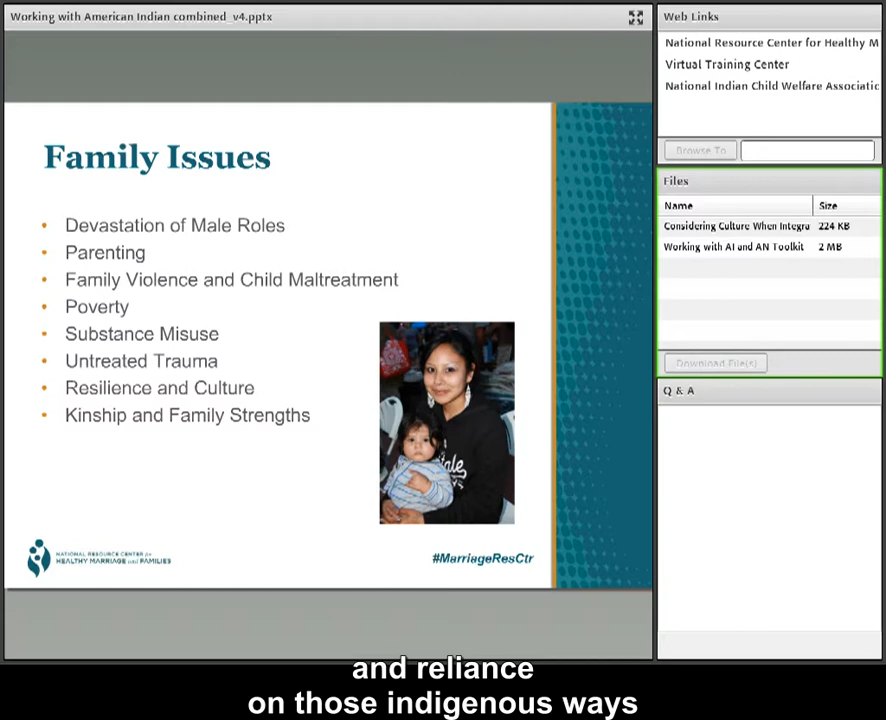 Working with American Indian combined_v4.pptx
Family Issues
• Devastation of Male Roles
• Parenting
• Family Violence and Child Maltreatment
• Poverty
• Substance Misuse
• Untreated Trauma
• Resilience and Culture
• Kinship and Family Strengths
NATIONAL RESOURCE CENTER for
HEALTHY MARRIAGE and FAMILIES
#MarriageResCtr
Web Links
National Resource Center for Healthy M
Virtual Training Center
National Indian Child Welfare Associatic
Browse To
Files
Name Size
Considering Culture When Integra 224 KB
Working with AI and AN Toolkit 2 MB
Download File(s)
Q & A
and reliance
on those indigenous ways